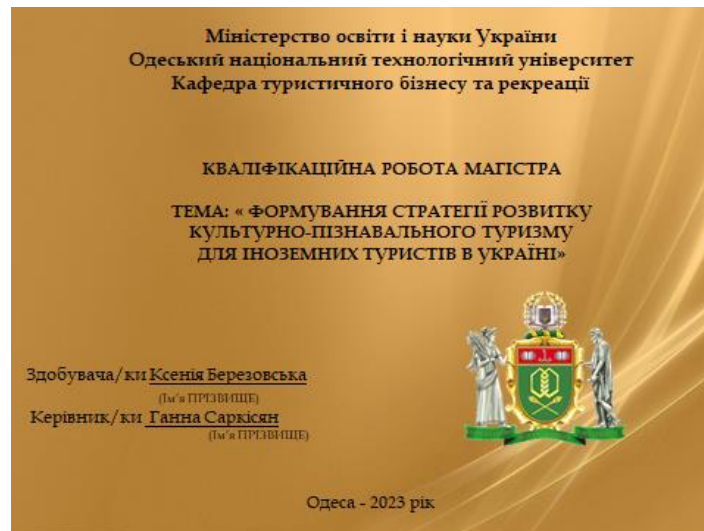 Міністерство освіти і науки України
Одеський національний технологічний університет
Кафедра туристичного бізнесу та рекреації
КВАЛІФІКАЦІЙНА РОБОТА МАГІСТРА
ТЕМА: « ФОРМУВАННЯ СТРАТЕГІЇ РОЗВИТКУ
КУЛЬТУРНО-ПІЗНАВАЛЬНОГО ТУРИЗМУ
ДЛЯ ІНОЗЕМНИХ ТУРИСТІВ В УКРАЇНІ»
Здобувача/ки Ксенія Березовська
(Ім'я ПРІЗВИЩЕ)
Керівник/ки Ганна Саркісян
(Ім'я ПРІЗВИЩЕ)
Одеса - 2023 рік